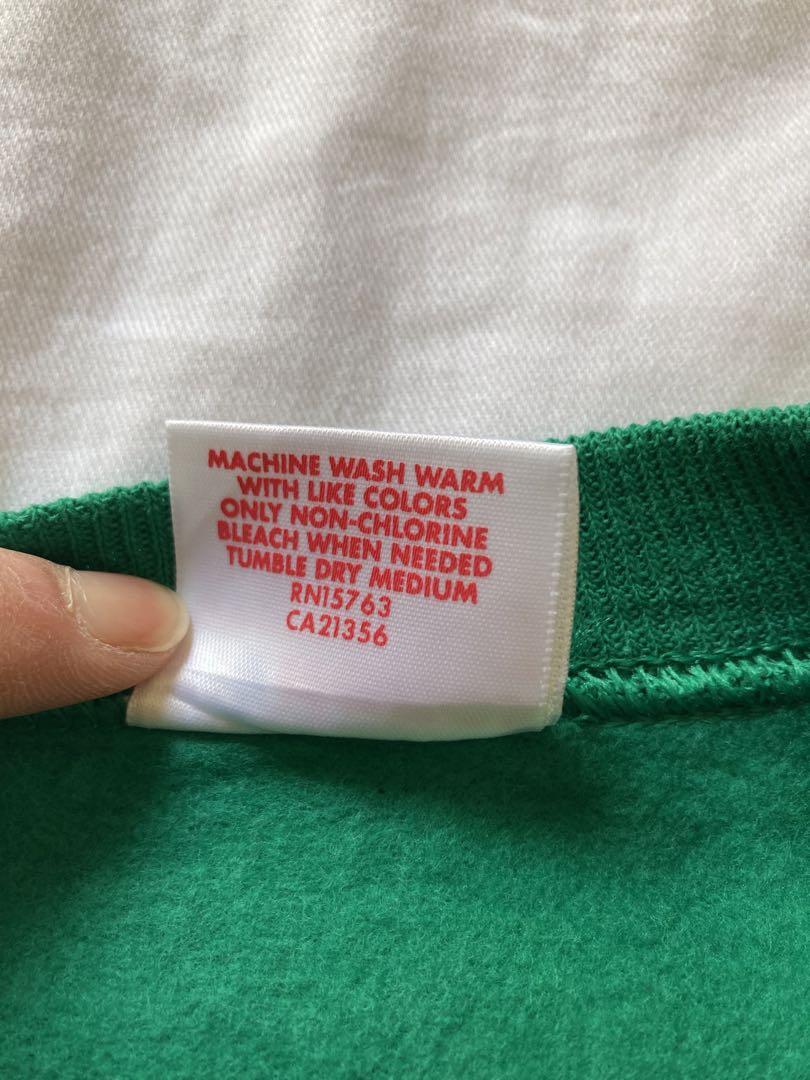 MACHINE WASH WARM
WITH LIKE COLORS
ONLY NON-CHLORINE
BLEACH WHEN NEEDED
TUMBLE DRY MEDIUM
RN15763
CA21356